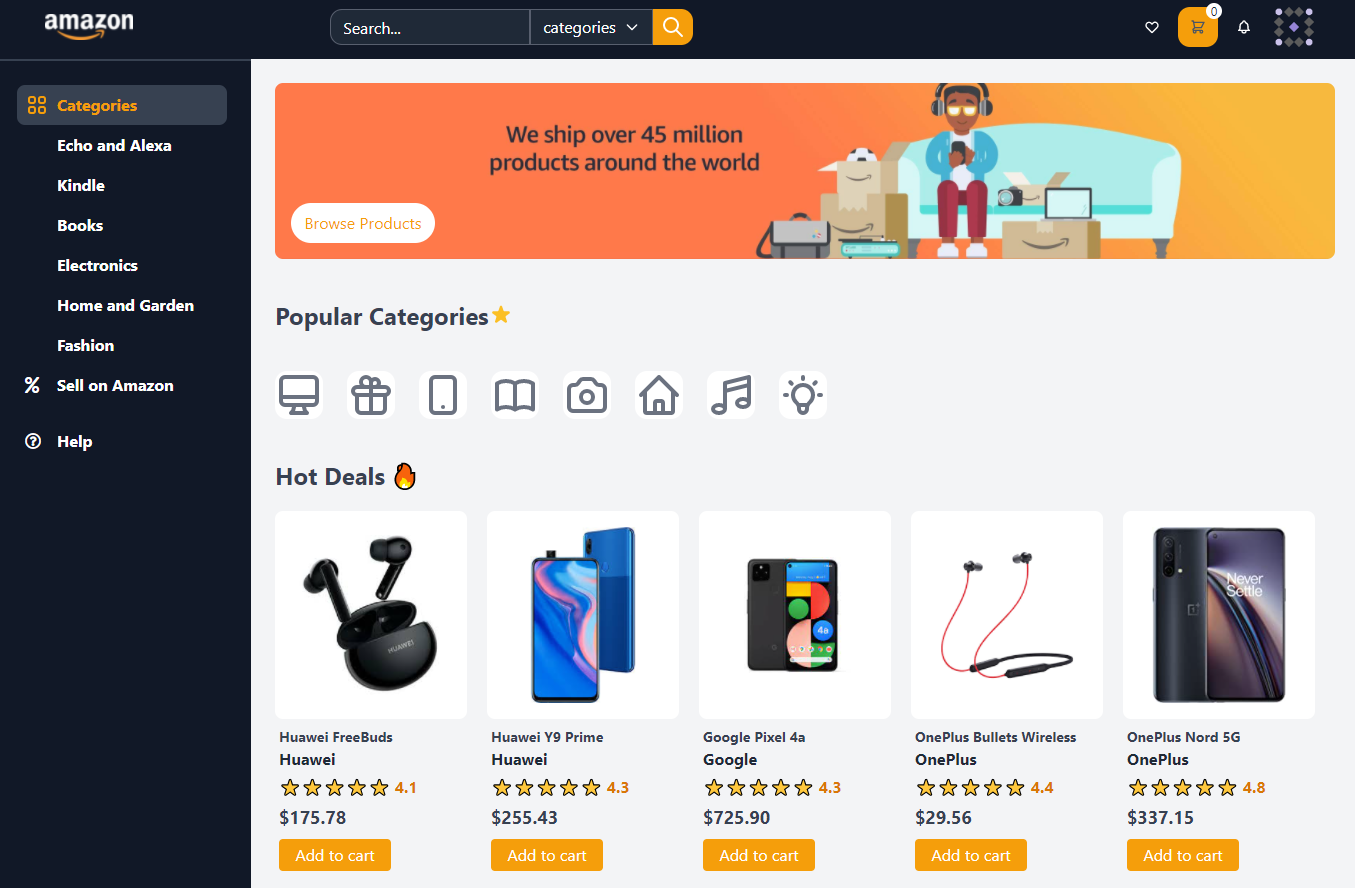 amazon
Search...
categories
0
Categories
Echo and Alexa
Kindle
Books
Electronics
Home and Garden
Fashion
% Sell on Amazon
? Help
We ship over 45 million
products around the world
Browse Products
Popular Categories
Hot Deals
HUAWEI
4a
Never
Settle
Huawei FreeBuds
Huawei
4.1
$175.78
Add to cart
Huawei Y9 Prime
Huawei
4.3
$255.43
Add to cart
Google Pixel 4a
Google
4.3
$725.90
Add to cart
OnePlus Bullets Wireless
OnePlus
4.4
$29.56
Add to cart
OnePlus Nord 5G
OnePlus
4.8
$337.15
Add to cart